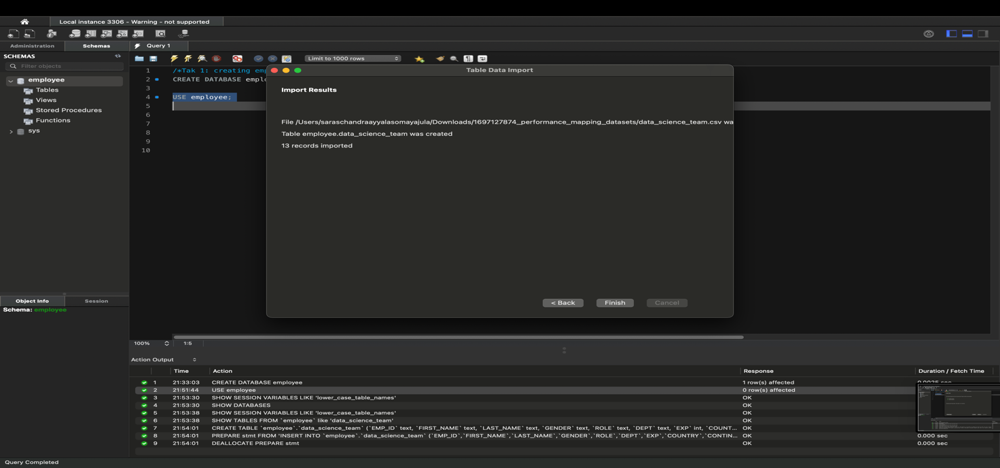 Local instance 3306 - Warning - not supported
Administration
Schemas
Query 1
SCHEMAS
Filter objects
employee
Tables
Views
Stored Procedures
Functions
sys
Object Info
Session
Schema: employee
Limit to 1000 rows
1 /*Tak 1: creating emp
2 CREATE DATABASE emplo
3
4 USE employee;
5
6
7
8
9
10
Table Data Import
Import Results
File /Users/saraschandraayyalasomayajula/Downloads/1697127874_performance_mapping_datasets/data_science_team.csv wa
Table employee.data_science_team was created
13 records imported
< Back
Finish
Cancel
100%
1:5
Action Output
Time Action Response Duration / Fetch Time
1 21:33:03 CREATE DATABASE employee 1 row(s) affected 0.0025 sec
2 21:51:44 USE employee 0 row(s) affected
3 21:53:30 SHOW SESSION VARIABLES LIKE 'lower_case_table_names' OK
4 21:53:30 SHOW DATABASES OK
5 21:53:38 SHOW SESSION VARIABLES LIKE 'lower_case_table_names' OK
6 21:53:38 SHOW TABLES FROM `employee` like 'data_science_team' OK
7 21:54:01 CREATE TABLE `employee`.`data_science_team` (`EMP_ID` text, `FIRST_NAME` text, `LAST_NAME` text, `GENDER` text, `ROLE` text, `DEPT` text, `EXP` int, `COUNT... OK
8 21:54:01 PREPARE stmt FROM 'INSERT INTO `employee`.`data_science_team` (`EMP_ID`,`FIRST_NAME`,`LAST_NAME`,`GENDER`,`ROLE`,`DEPT`,`EXP`,`COUNTRY`,`CONTIN... OK 0.000 sec
9 21:54:01 DEALLOCATE PREPARE stmt OK 0.000 sec
Query Completed